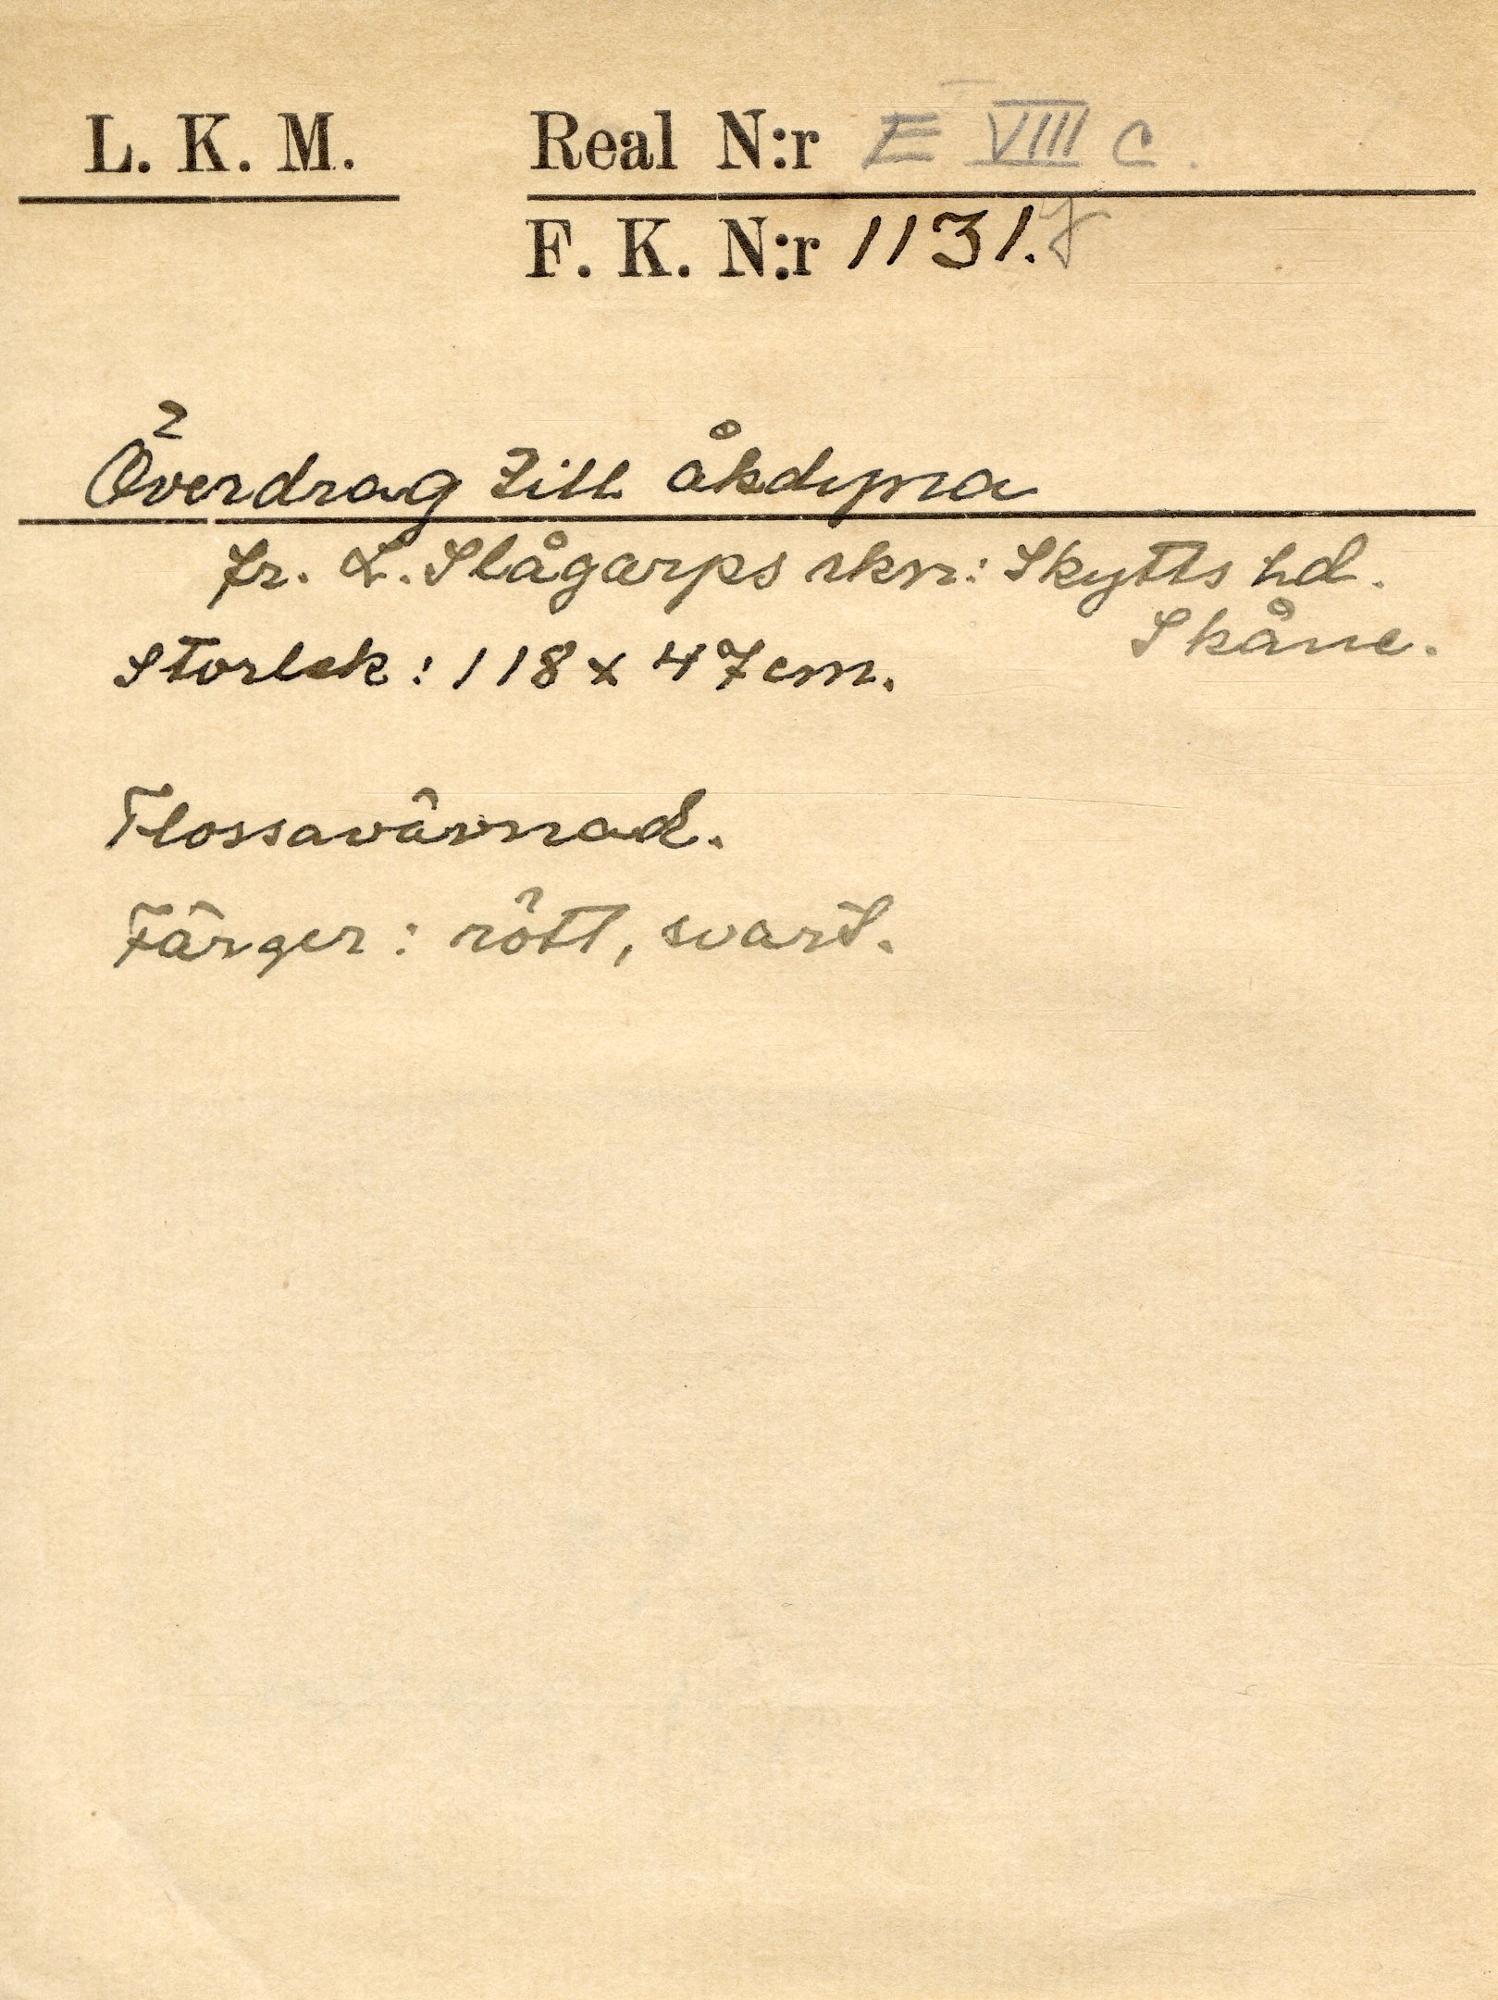 L. K. M. Real N:r E VIII c.
F. K. N:r 1131.
Överdrag till åkdyna
fr. L. Slågarps skn: Skytts hd.
Skåne.
Storlek: 118 x 47 cm.
Flossavävnad.
Färger: rött, svart.